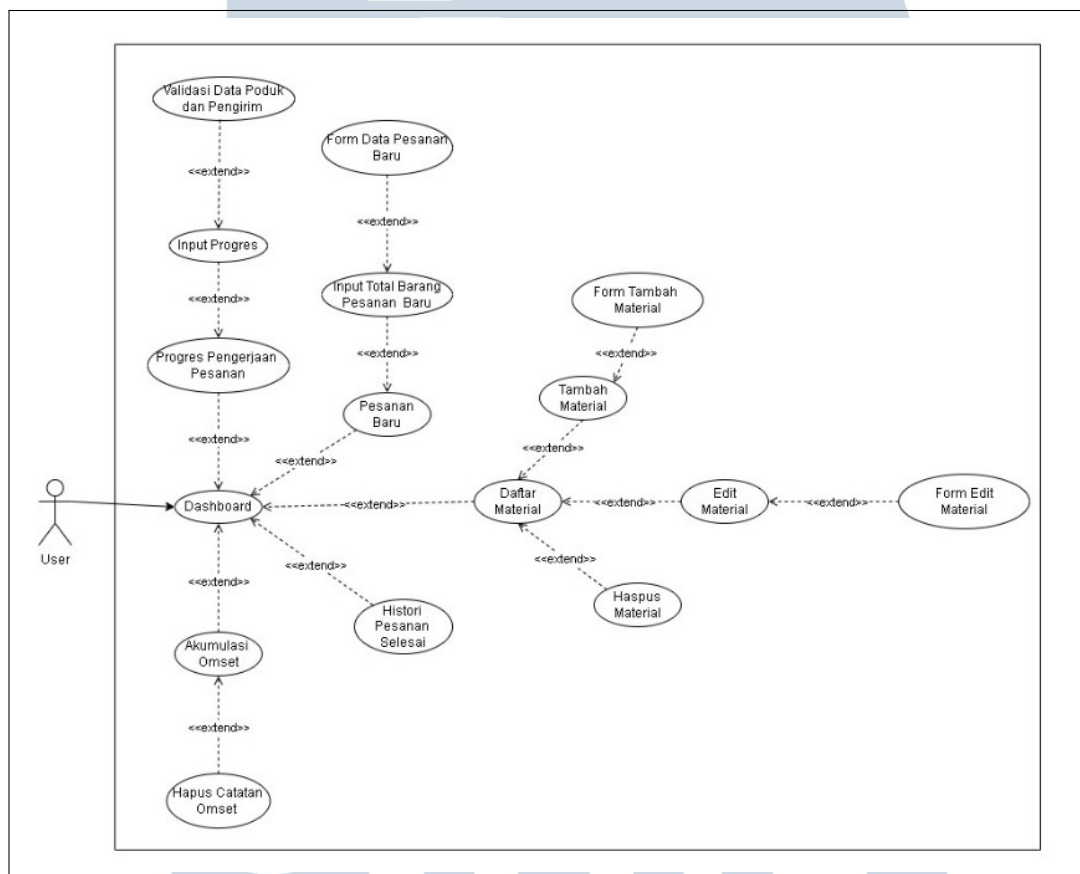 Validasi Data Poduk
dan Pengirim
Form Data Pesanan
Baru
<<extend>>
<<extend>>
Input Progres
Input Total Barang
Pesanan Baru
Form Tambah
Material
<<extend>>
<<extend>>
<<extend>>
Progres Pengerjaan
Pesanan
Tambah
Material
Pesanan
Baru
<<extend>>
<<extend>>
<<extend>>
User
Dashboard
<<extend>>
Daftar
Material
<<extend>>
Edit
Material
<<extend>>
Form Edit
Material
<<extend>>
<<extend>>
<<extend>>
Haspus
Material
Histori
Pesanan
Selesai
Akumulasi
Omset
<<extend>>
Hapus Catatan
Omset